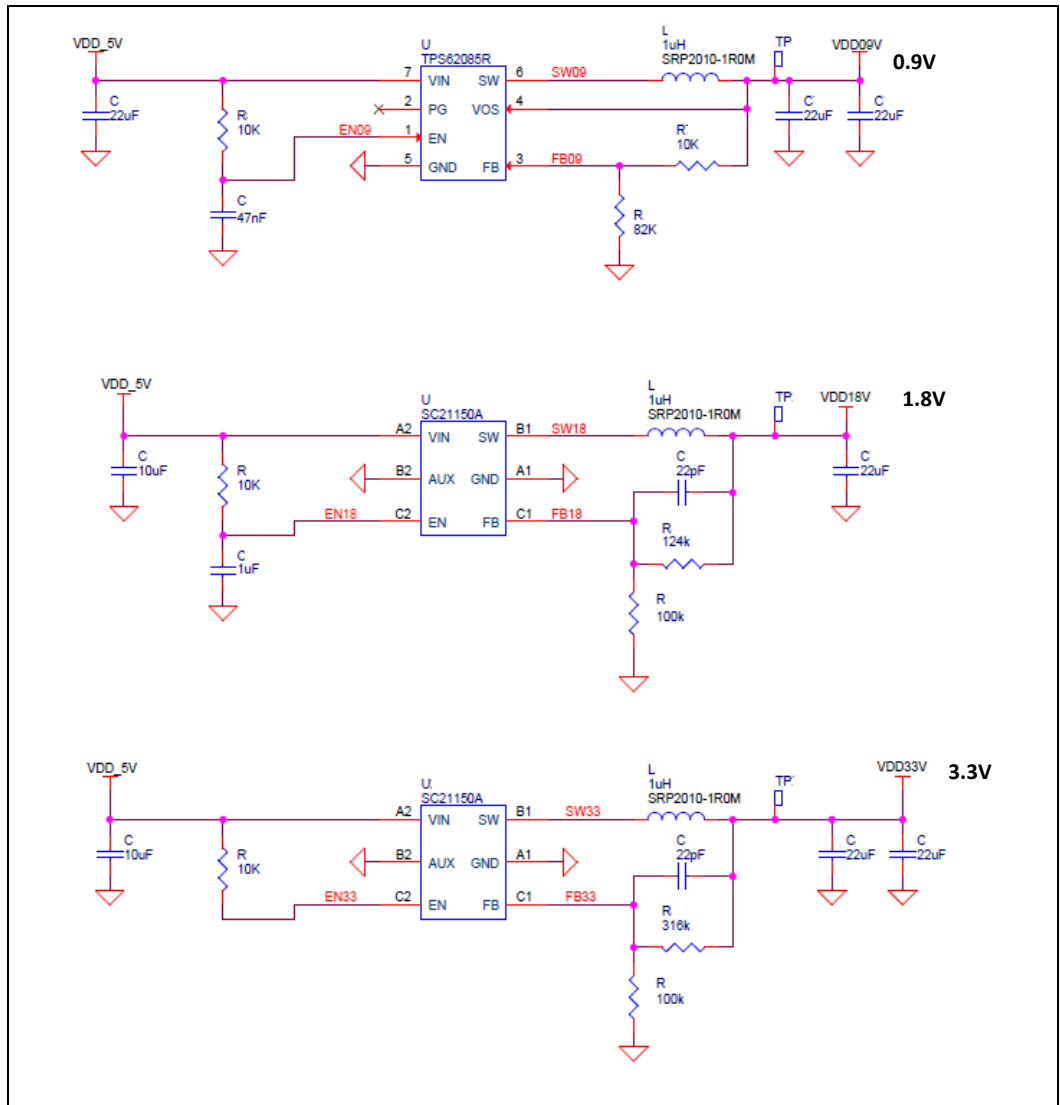 VDD_5V
C
22uF
R
10K
C
47nF
EN09
U
TPS62085R
7 VIN SW 6
2 PG VOS 4
1 EN
5 GND FB 3
SW09
FB09
L
1uH
SRP2010-1R0M
R
10K
R
82K
TP
C
22uF
VDD09V
C
22uF
0.9V
VDD_5V
C
10uF
R
10K
C
1uF
EN18
U
SC21150A
A2 VIN SW B1
B2 AUX GND A1
C2 EN FB C1
SW18
FB18
L
1uH
SRP2010-1R0M
C
22pF
R
124k
R
100k
TP
VDD18V
C
22uF
1.8V
VDD_5V
C
10uF
R
10K
EN33
U
SC21150A
A2 VIN SW B1
B2 AUX GND A1
C2 EN FB C1
SW33
FB33
L
1uH
SRP2010-1R0M
C
22pF
R
316k
R
100k
TP
VDD33V
C
22uF
C
22uF
3.3V